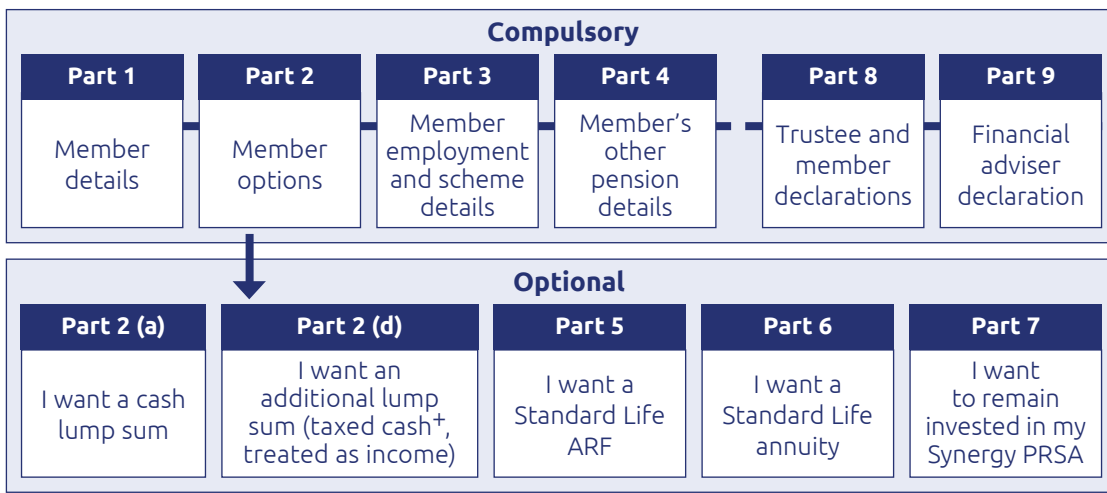 Compulsory
Part 1
Member
details
Part 2
Member
options
Part 3
Member
employment
and scheme
details
Part 4
Member’s
other
pension
details
Part 8
Trustee and
member
declarations
Part 9
Financial
adviser
declaration
Optional
Part 2 (a)
I want a cash
lump sum
Part 2 (d)
I want an
additional lump
sum (taxed cash⁺,
treated as income)
Part 5
I want a
Standard Life
ARF
Part 6
I want a
Standard Life
annuity
Part 7
I want
to remain
invested in my
Synergy PRSA